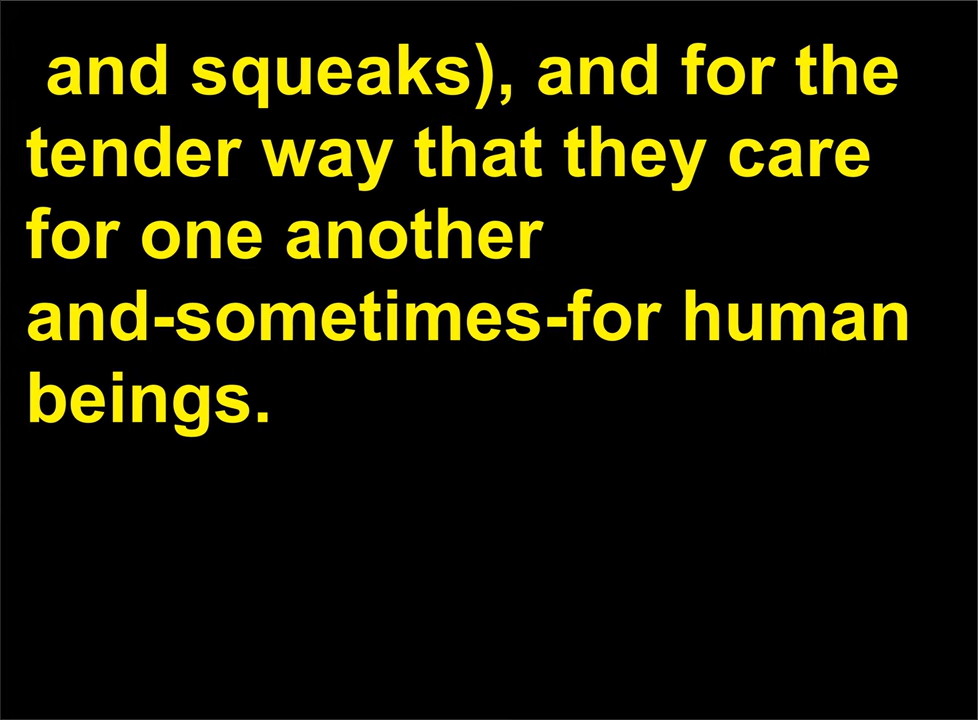 and squeaks), and for the
tender way that they care
for one another
and-sometimes-for human
beings.